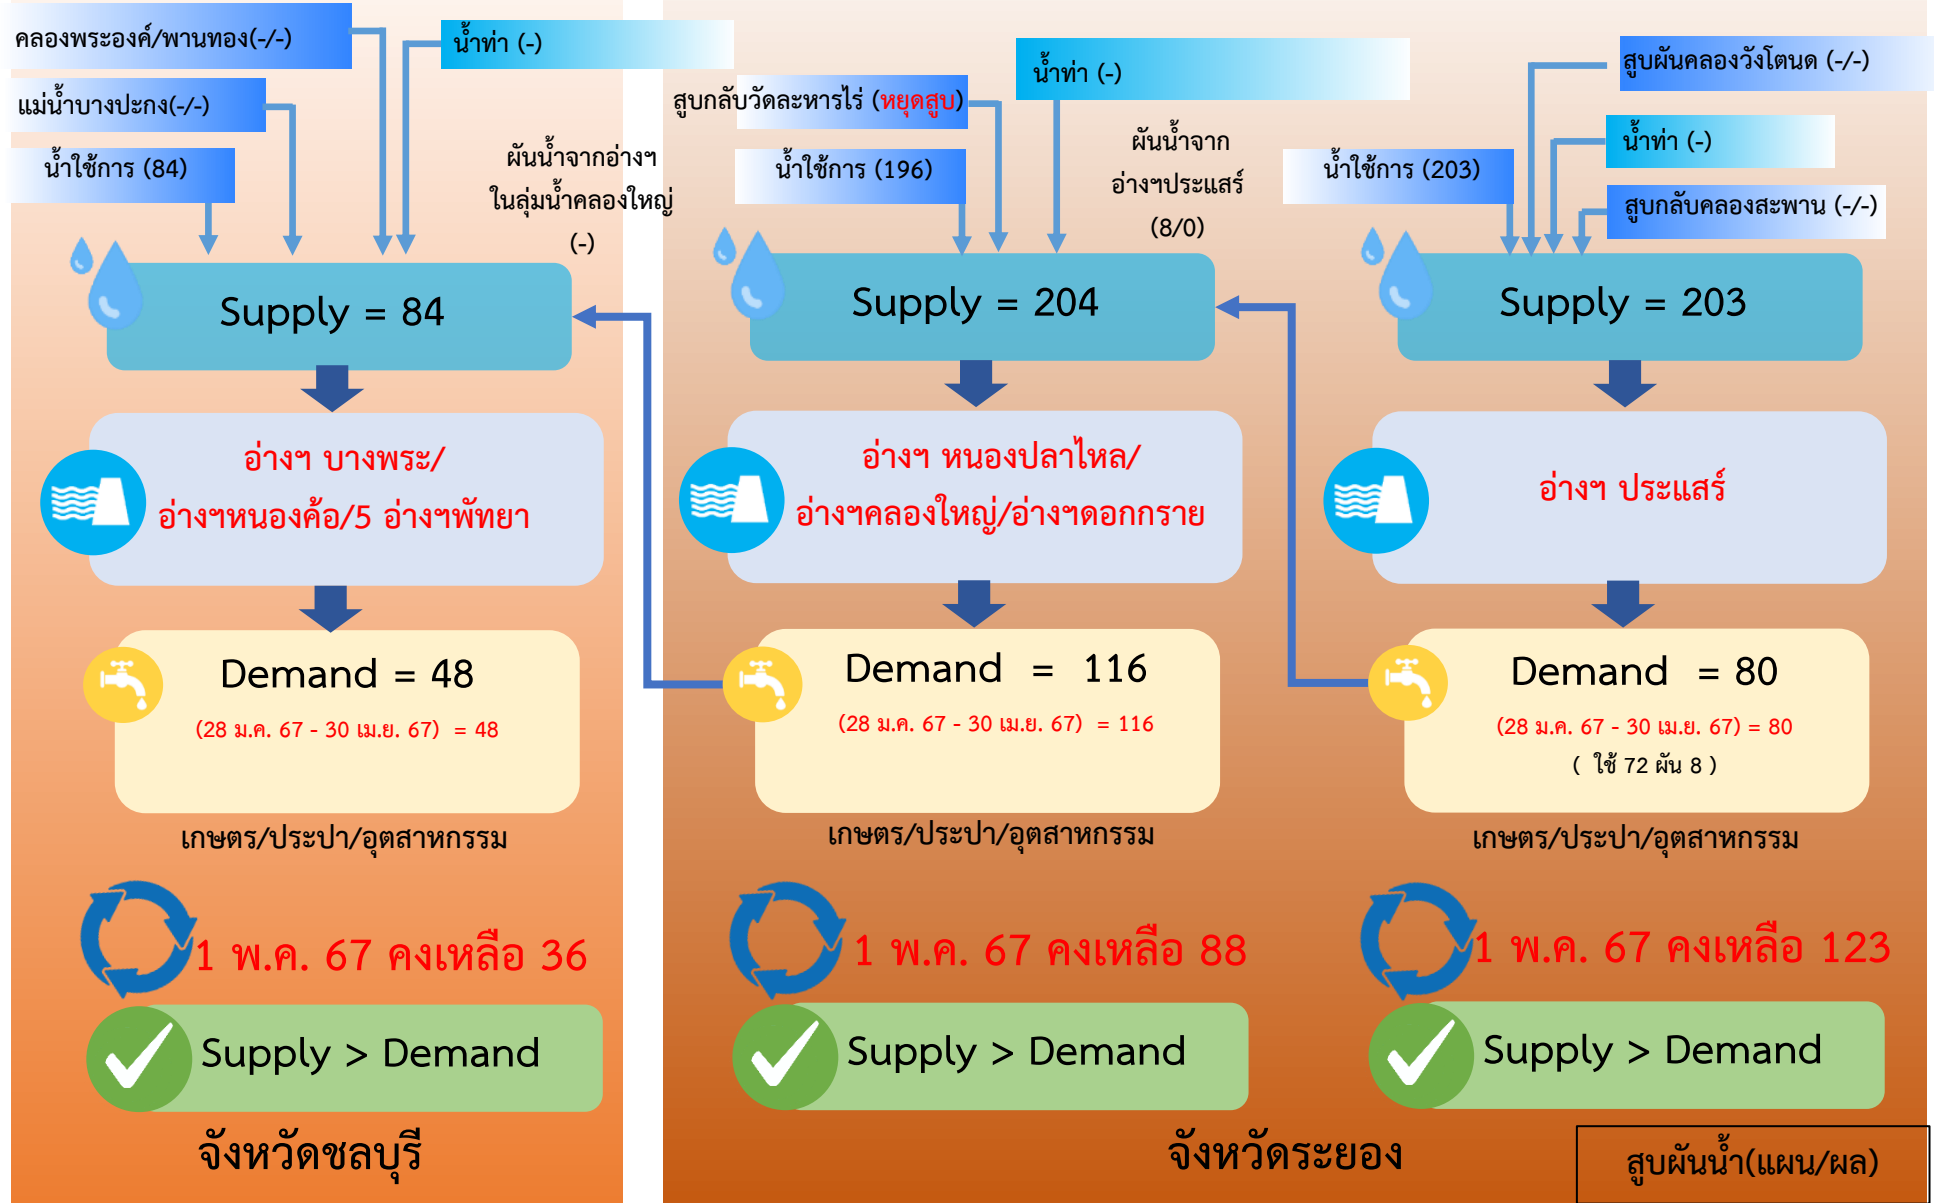 คลองพระองค์/พานทอง(-/-)
น้ำท่า (-)
แม่น้ำบางปะกง(-/-)
น้ำใช้การ (84)
ผันน้ำจากอ่างฯ
ในลุ่มน้ำคลองใหญ่
(-)
Supply = 84
อ่างฯ บางพระ/
อ่างฯหนองค้อ/5 อ่างฯพัทยา
Demand = 48
(28 ม.ค. 67 - 30 เม.ย. 67) = 48
เกษตร/ประปา/อุตสาหกรรม
1 พ.ค. 67 คงเหลือ 36
Supply > Demand
จังหวัดชลบุรี
น้ำท่า (-)
สูบกลับวัดละหารไร่ (หยุดสูบ)
น้ำใช้การ (196)
ผันน้ำจาก
อ่างฯประแสร์
(8/0)
Supply = 204
อ่างฯ หนองปลาไหล/
อ่างฯคลองใหญ่/อ่างฯดอกกราย
Demand = 116
(28 ม.ค. 67 - 30 เม.ย. 67) = 116
เกษตร/ประปา/อุตสาหกรรม
1 พ.ค. 67 คงเหลือ 88
Supply > Demand
สูบผันคลองวังโตนด (-/-)
น้ำท่า (-)
น้ำใช้การ (203)
สูบกลับคลองสะพาน (-/-)
Supply = 203
อ่างฯ ประแสร์
Demand = 80
(28 ม.ค. 67 - 30 เม.ย. 67) = 80
( ใช้ 72 ผัน 8 )
เกษตร/ประปา/อุตสาหกรรม
1 พ.ค. 67 คงเหลือ 123
Supply > Demand
จังหวัดระยอง
สูบผันน้ำ(แผน/ผล)